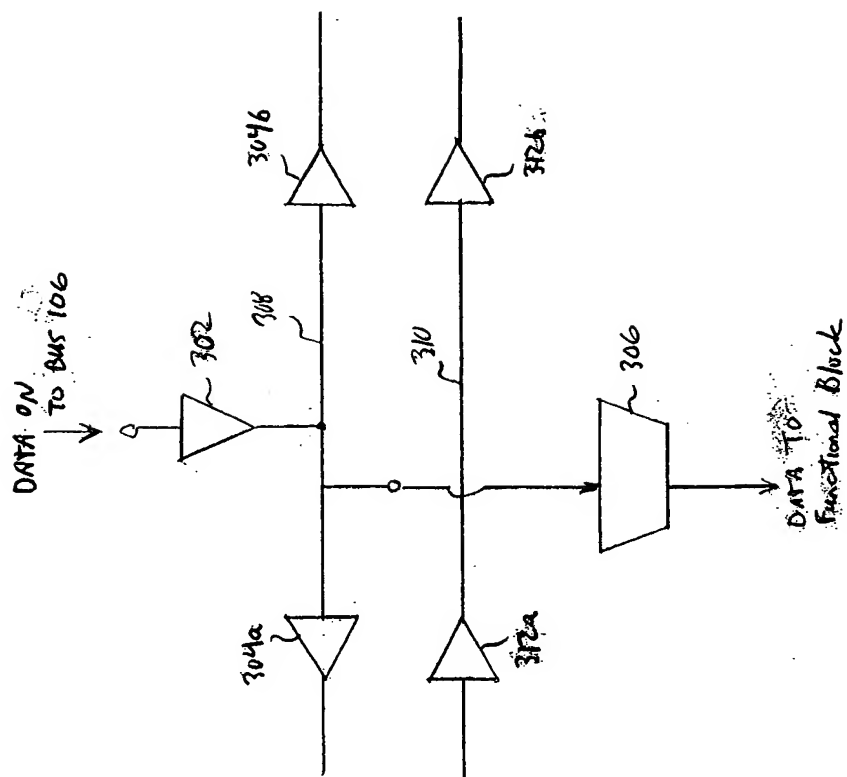 DATA ON
TO BUS 106
302
304b
308
304a
312b
310
312a
306
DATA TO
Functional Block